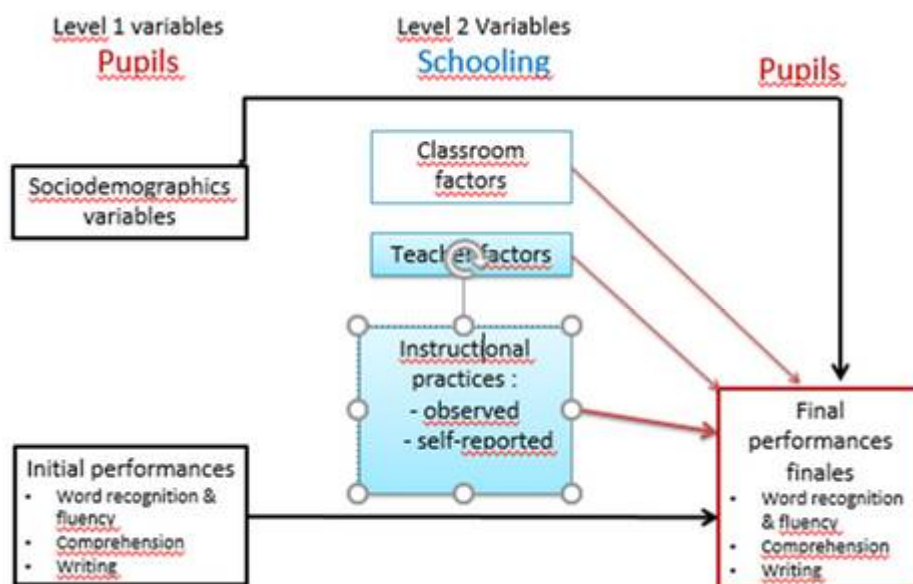 Level 1 variables
Pupils
Level 2 Variables
Schooling
Pupils
Sociodemographics
variables
Classroom
factors
Teacher factors
Instructional
practices :
- observed
- self-reported
Initial performances
• Word recognition &
fluency
• Comprehension
• Writing
Final
performances
finales
• Word recognition
& fluency
• Comprehension
• Writing